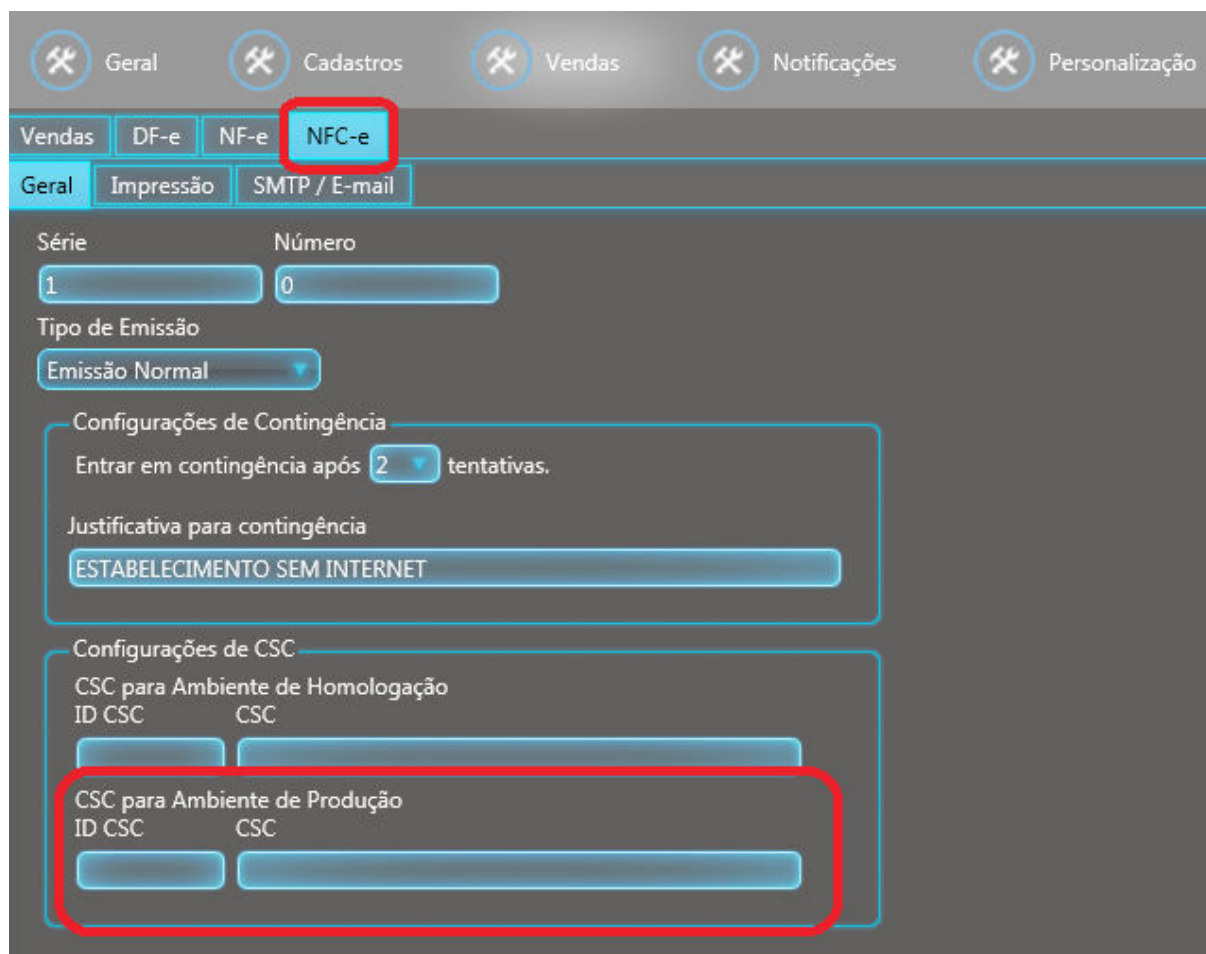 Geral Cadastros Vendas Notificações Personalização
Vendas DF-e NF-e NFC-e
Geral Impressão SMTP / E-mail
Série Número
1 0
Tipo de Emissão
Emissão Normal
Configurações de Contingência
Entrar em contingência após 2 tentativas.
Justificativa para contingência
ESTABELECIMENTO SEM INTERNET
Configurações de CSC
CSC para Ambiente de Homologação
ID CSC CSC
CSC para Ambiente de Produção
ID CSC CSC